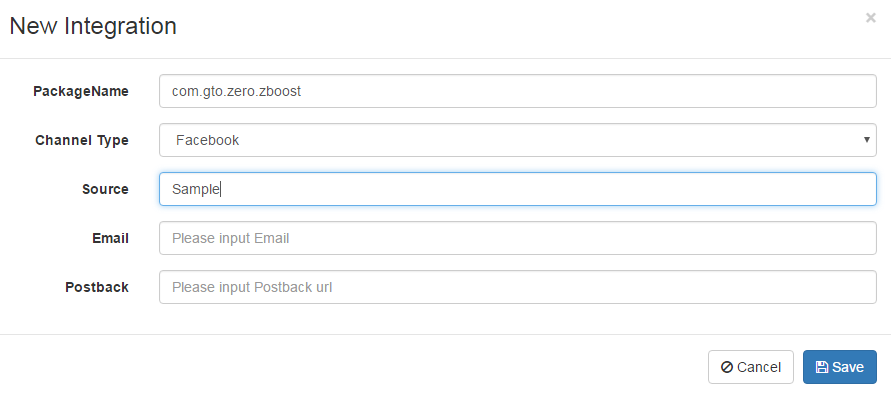 New Integration ×
PackageName com.gto.zero.zboost
Channel Type Facebook
Source Sample
Email Please input Email
Postback Please input Postback url
Cancel Save